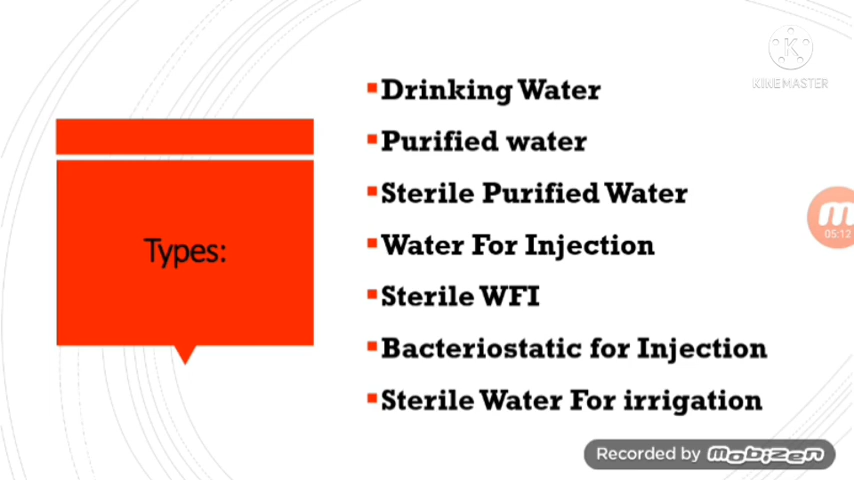 Types:
Drinking Water
Purified water
Sterile Purified Water
Water For Injection
Sterile WFI
Bacteriostatic for Injection
Sterile Water For irrigation
K
KINEMASTER
m
05:12
Recorded by mobizen